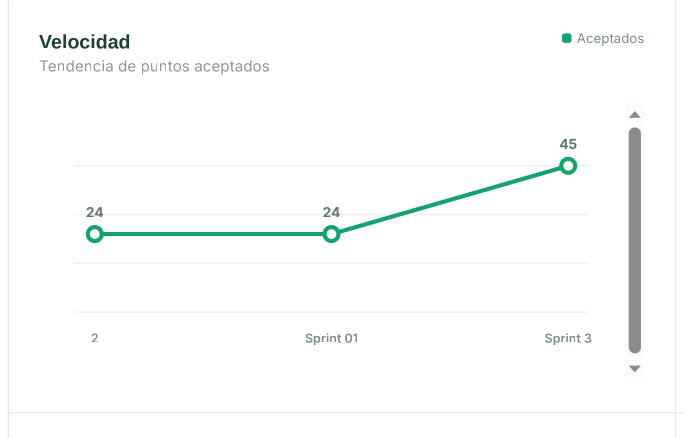 Velocidad
Aceptados
Tendencia de puntos aceptados
45
24
24
2
Sprint 01
Sprint 3